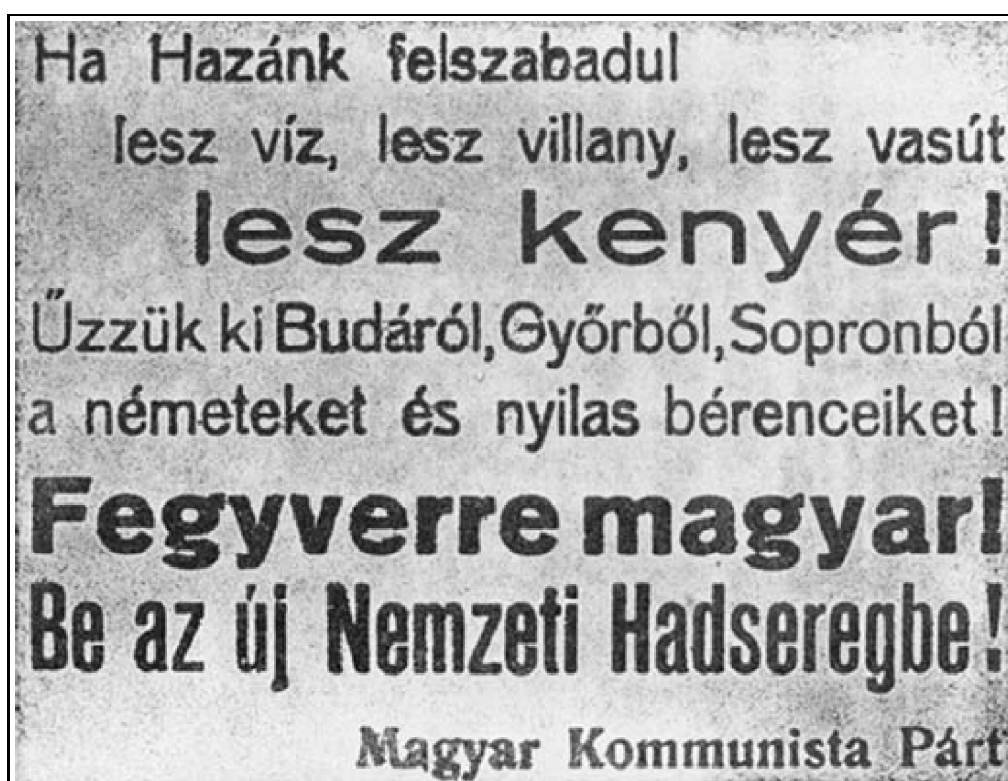 Ha Hazánk felszabadul
lesz víz, lesz villany, lesz vasút
lesz kenyér!
Űzzük ki Budáról, Győrből, Sopronból
a németeket és nyilas bérenceiket!
Fegyverre magyar!
Be az új Nemzeti Hadseregbe!
Magyar Kommunista Párt